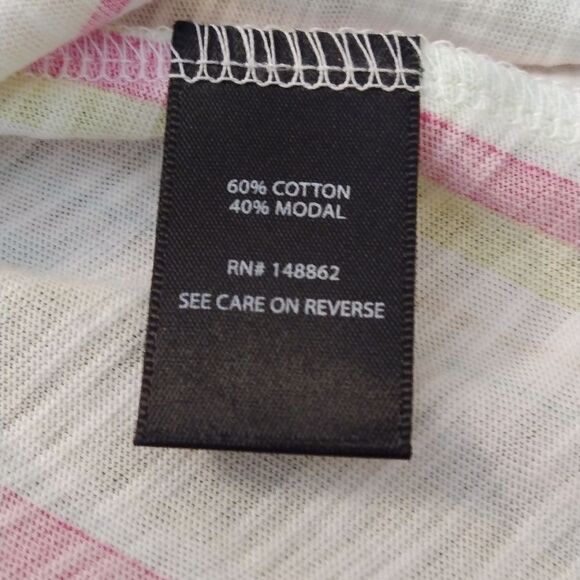 60% COTTON
40% MODAL
RN# 148862
SEE CARE ON REVERSE